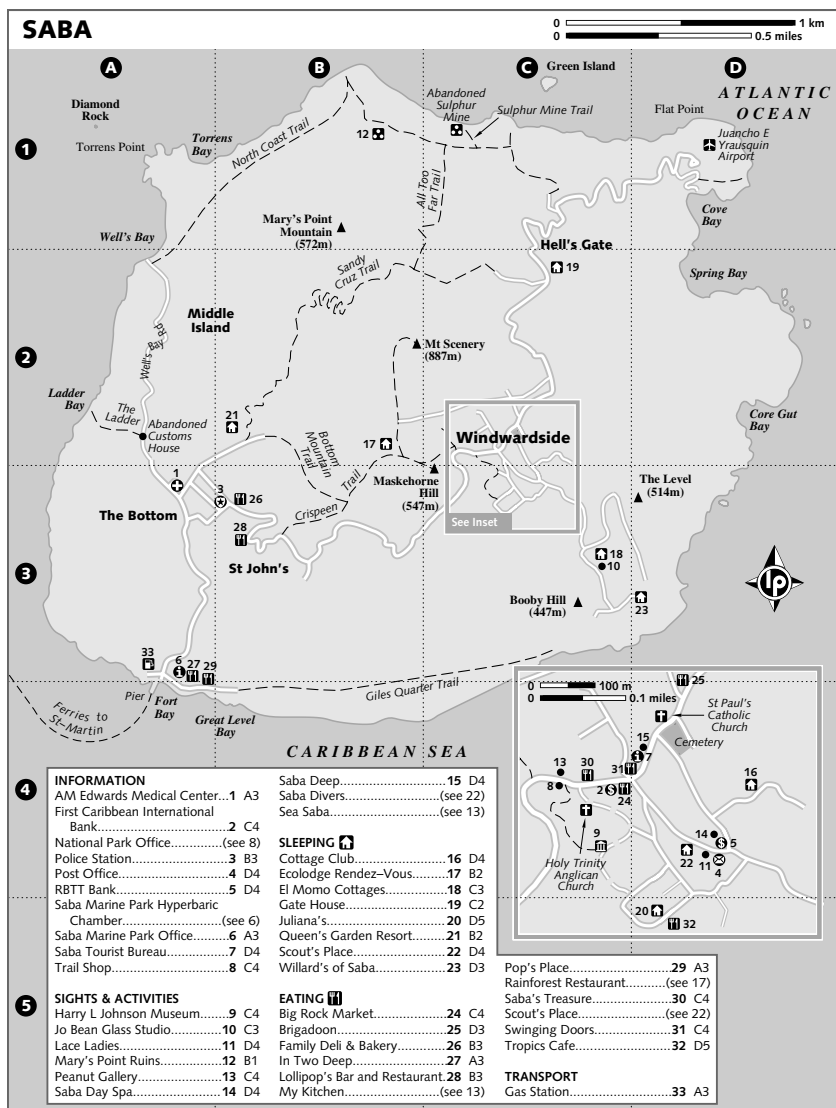 SABA
0 1 km
0 0.5 miles
A
B
C
D
Green Island
ATLANTIC
OCEAN
Diamond
Rock
Torrens Point
Torrens
Bay
North Coast Trail
12
Abandoned
Sulphur
Mine
Sulphur Mine Trail
Flat Point
Juancho E
Yrausquin
Airport
1
All Too
Far Trail
Cove
Bay
Mary's Point
Mountain
(572m)
Well's Bay
Hell's Gate
19
Spring Bay
Sandy
Cruz Trail
Middle
Island
2
Well's Bay
Rd
Mt Scenery
(887m)
Ladder
Bay
The
Ladder
Abandoned
Customs
House
21
Bottom
Mountain
Trail
17
Windwardside
Core Gut
Bay
1
3
26
The Bottom
Crispeen
Trail
Maskehorne
Hill
(547m)
See Inset
The Level
(514m)
28
St John's
3
18
10
Booby Hill
(447m)
23
lp
33
6
27
29
Pier
Fort
Bay
Great Level
Bay
Giles Quarter Trail
Ferries to
St-Martin
CARIBBEAN SEA
4
0 100 m
0 0.1 miles
25
St Paul's
Catholic
Church
Cemetery
15
7
13
30
31
8
2
24
16
9
14
5
22
11
4
Holy Trinity
Anglican
Church
20
32
5
INFORMATION
AM Edwards Medical Center...1 A3
First Caribbean International
Bank...2 C4
National Park Office...(see 8)
Police Station...3 B3
Post Office...4 D4
RBTT Bank...5 D4
Saba Marine Park Hyperbaric
Chamber...(see 6)
Saba Marine Park Office...6 A3
Saba Tourist Bureau...7 D4
Trail Shop...8 C4
SIGHTS & ACTIVITIES
Harry L Johnson Museum...9 C4
Jo Bean Glass Studio...10 C3
Lace Ladies...11 D4
Mary's Point Ruins...12 B1
Peanut Gallery...13 C4
Saba Day Spa...14 D4
Saba Deep...15 D4
Saba Divers...(see 22)
Sea Saba...(see 13)
SLEEPING
Cottage Club...16 D4
Ecolodge Rendez-Vous...17 B2
El Momo Cottages...18 C3
Gate House...19 C2
Juliana's...20 D5
Queen's Garden Resort...21 B2
Scout's Place...22 D4
Willard's of Saba...23 D3
EATING
Big Rock Market...24 C4
Brigadoon...25 D3
Family Deli & Bakery...26 B3
In Two Deep...27 A3
Lollipop's Bar and Restaurant.28 B3
My Kitchen...(see 13)
Pop's Place...29 A3
Rainforest Restaurant...(see 17)
Saba's Treasure...30 C4
Scout's Place...(see 22)
Swinging Doors...31 C4
Tropics Cafe...32 D5
TRANSPORT
Gas Station...33 A3